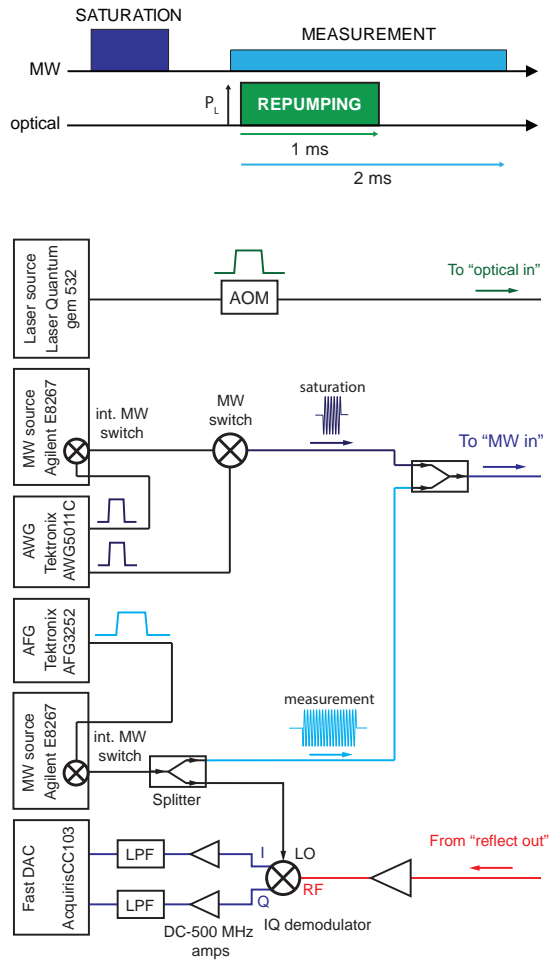 SATURATION
MEASUREMENT
MW
P_L
REPUMPING
optical
1 ms
2 ms
Laser source
Laser Quantum
gem 532
AOM
To “optical in”
MW source
Agilent E8267
int. MW
switch
MW
switch
saturation
To “MW in”
AWG
Tektronix
AWG5011C
AFG
Tektronix
AFG3252
MW source
Agilent E8267
int. MW
switch
Splitter
measurement
Fast DAC
AcquirisCC103
LPF
I
LO
From “reflect out”
RF
LPF
Q
DC-500 MHz
amps
IQ demodulator